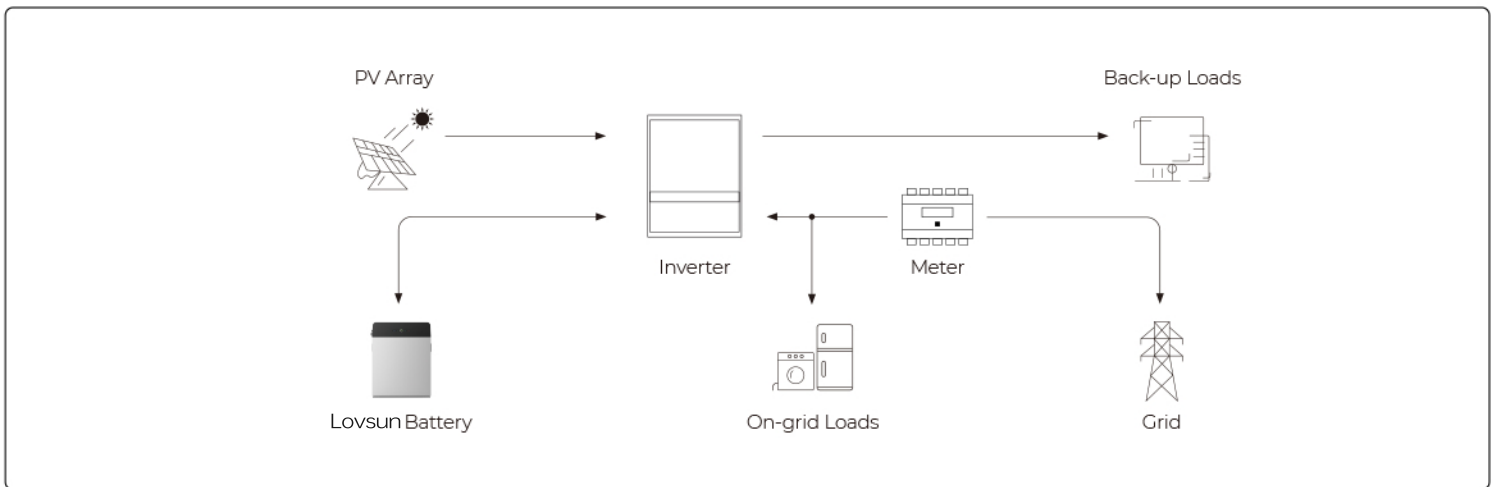 PV Array
Back-up Loads
Inverter
Meter
Lovsun Battery
On-grid Loads
Grid